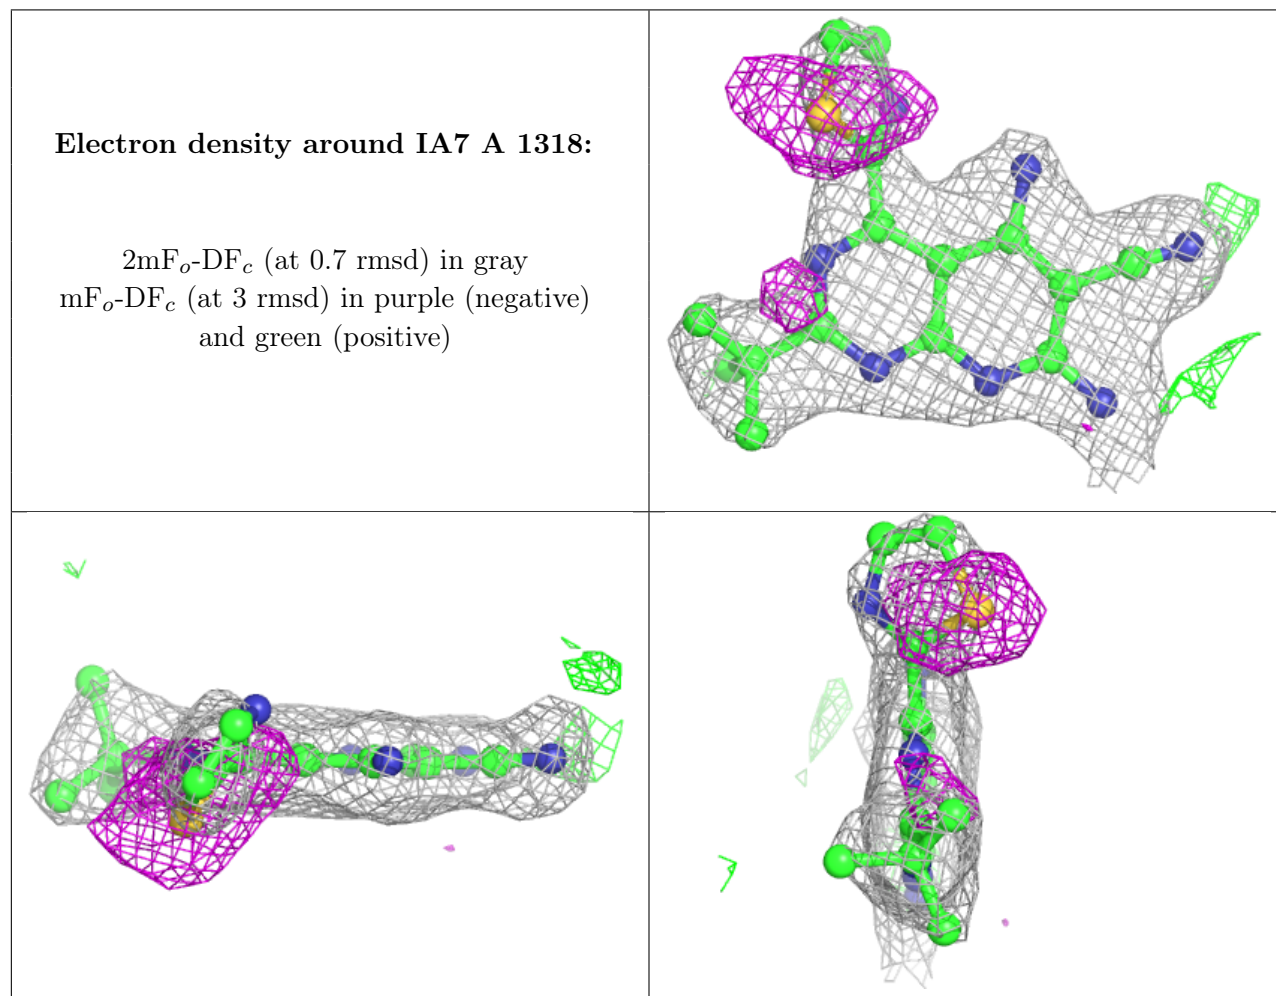 Electron density around IA7 A 1318:
2mFo-DFc (at 0.7 rmsd) in gray
mFo-DFc (at 3 rmsd) in purple (negative)
and green (positive)